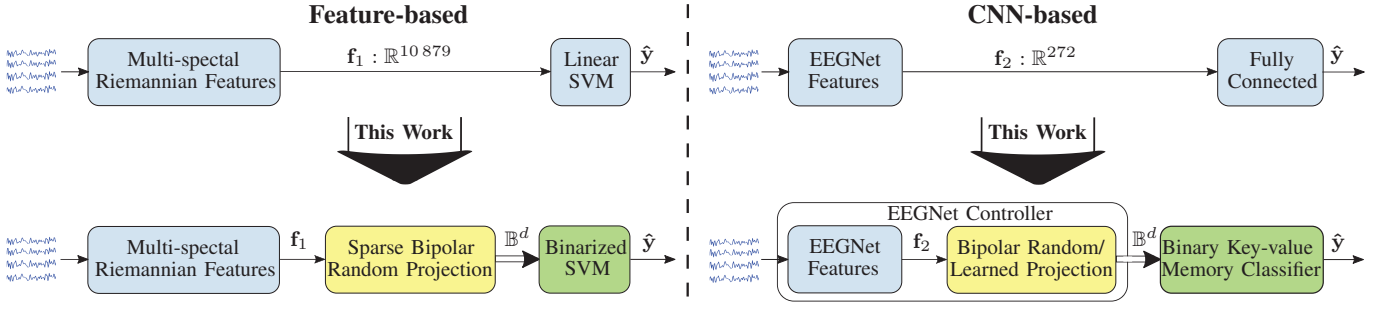 Feature-based
Multi-spectal
Riemannian Features
f₁ : ℝ¹⁰ ⁸⁷⁹
Linear
SVM
ŷ
This Work
Multi-spectal
Riemannian Features
f₁
Sparse Bipolar
Random Projection
𝔹ᵈ
Binarized
SVM
ŷ
CNN-based
EEGNet
Features
f₂ : ℝ²⁷²
Fully
Connected
ŷ
This Work
EEGNet Controller
EEGNet
Features
f₂
Bipolar Random/
Learned Projection
𝔹ᵈ
Binary Key-value
Memory Classifier
ŷ